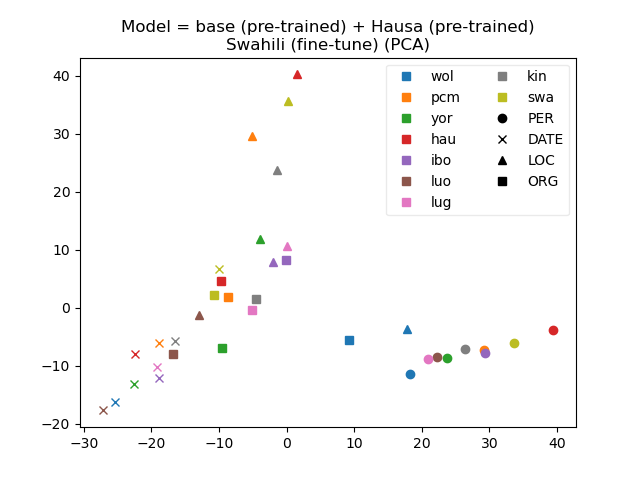 Model = base (pre-trained) + Hausa (pre-trained)
Swahili (fine-tune) (PCA)
40
30
20
10
0
−10
−20
−30
−20
−10
0
10
20
30
40
wol
pcm
yor
hau
ibo
luo
lug
kin
swa
PER
DATE
LOC
ORG